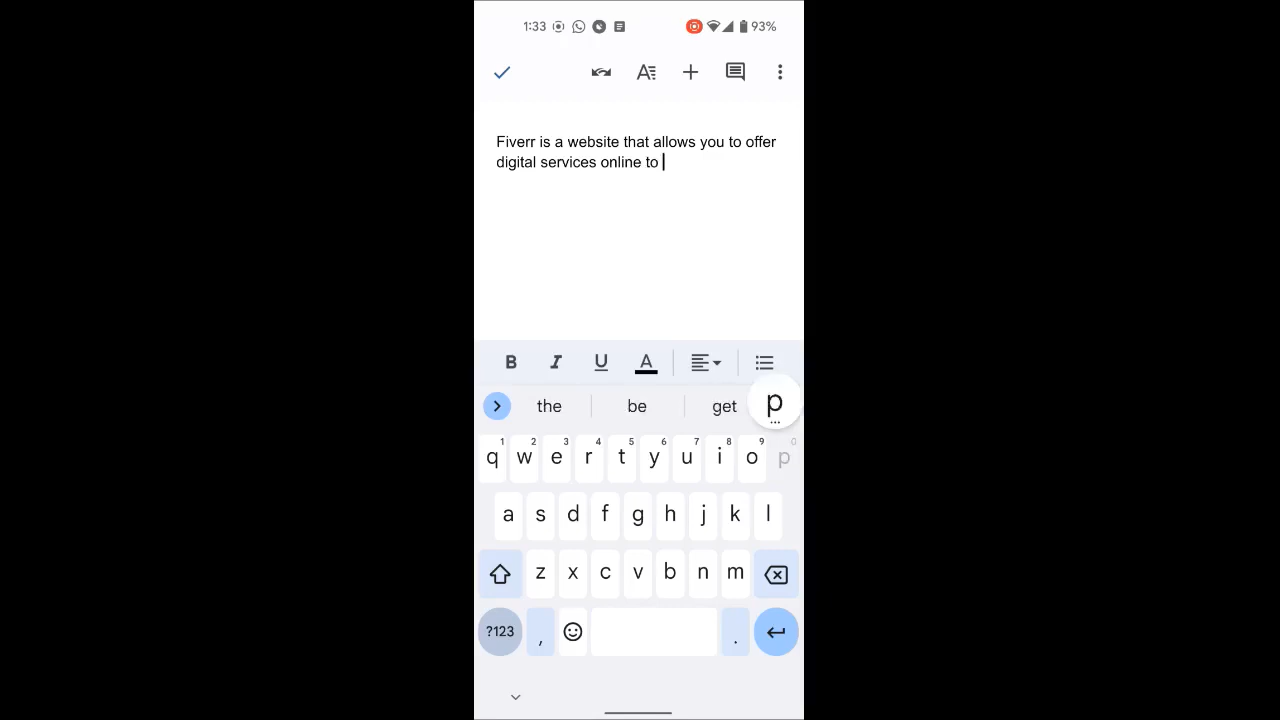 1:33 93%
Fiverr is a website that allows you to offer
digital services online to
B I U A
the be get p
1 2 3 4 5 6 7 8 9 0
q w e r t y u i o p
a s d f g h j k l
z x c v b n m
?123 , .